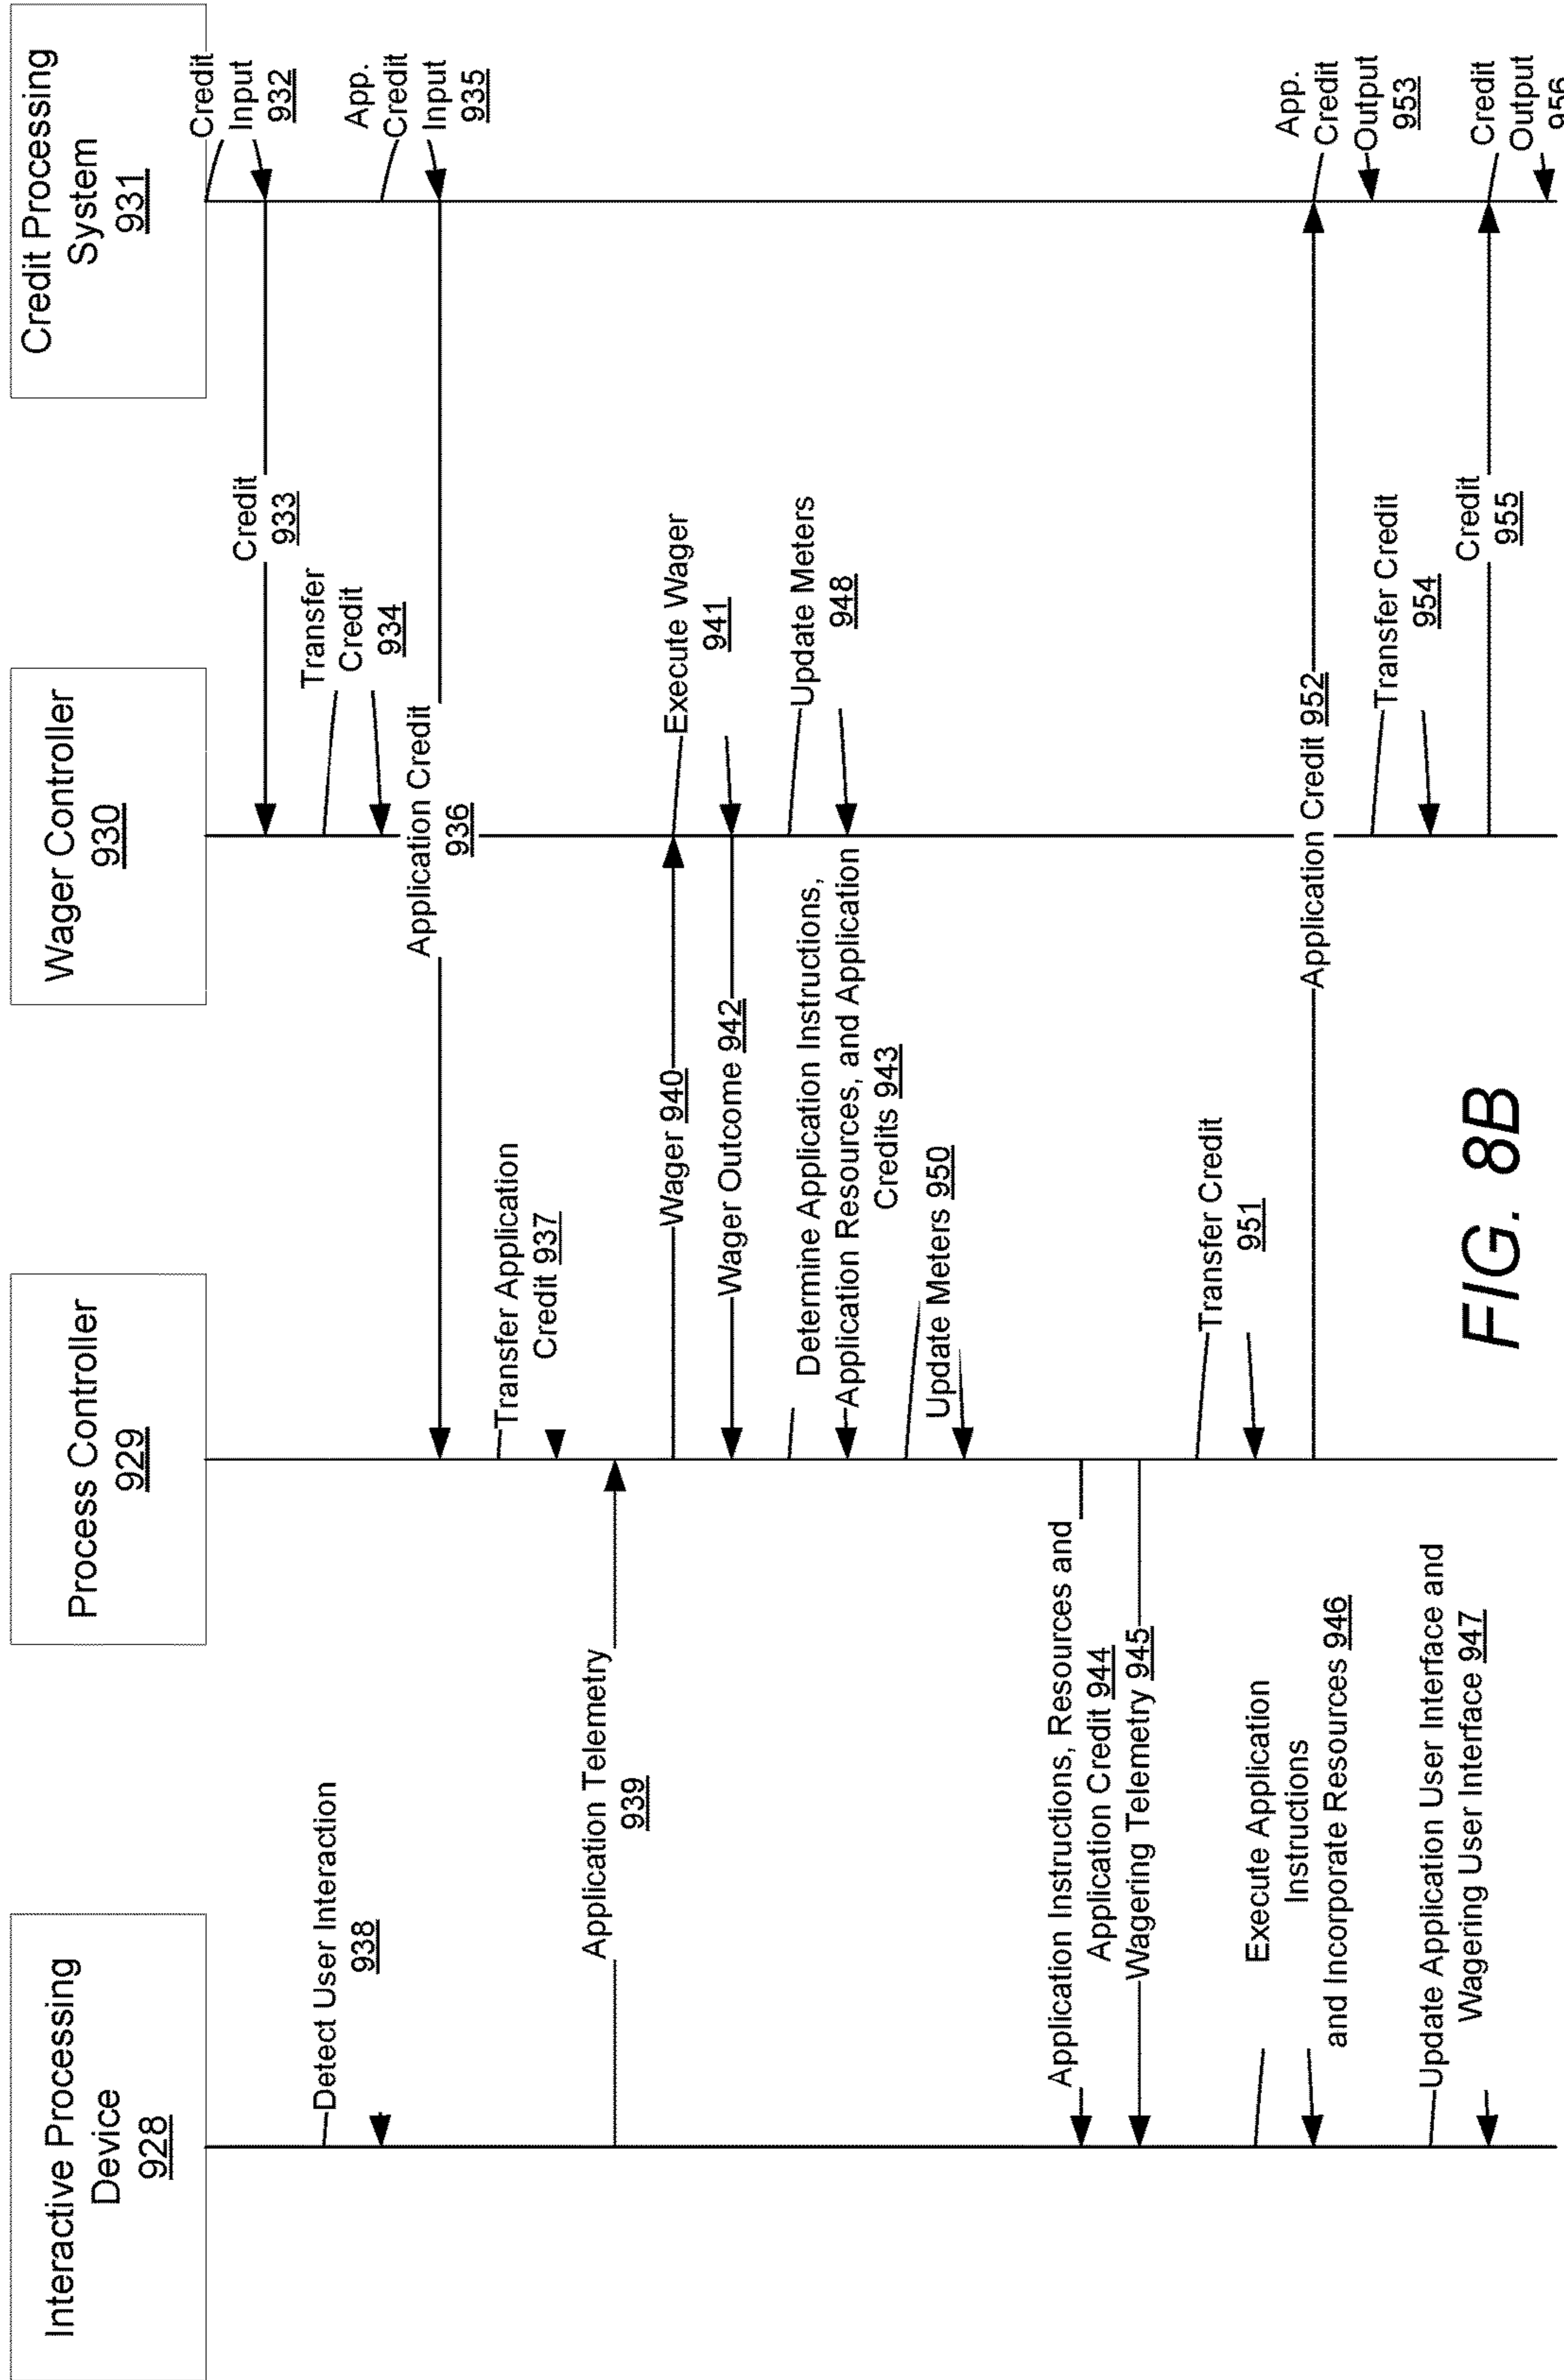 Interactive Processing
Device
928
Process Controller
929
Wager Controller
930
Credit Processing
System
931
Credit
Input
932
Credit
933
Transfer
Credit
934
App.
Credit
Input
935
Application Credit
936
Transfer Application
Credit 937
Detect User Interaction
938
Application Telemetry
939
Wager 940
Execute Wager
941
Wager Outcome 942
Determine Application Instructions,
Application Resources, and Application
Credits 943
Update Meters
948
Update Meters 950
Application Instructions, Resources and
Application Credit 944
Wagering Telemetry 945
Transfer Credit
951
Execute Application
Instructions
and Incorporate Resources 946
Application Credit 952
App.
Credit
Output
953
Transfer Credit
954
Update Application User Interface and
Wagering User Interface 947
Credit
955
Credit
Output
956
FIG. 8B